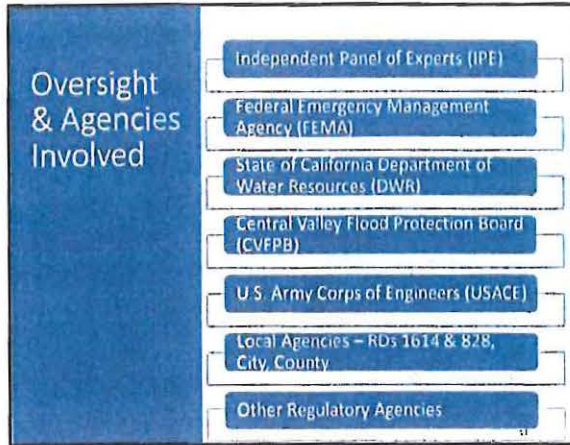 Oversight
& Agencies
Involved
Independent Panel of Experts (IPE)
Federal Emergency Management
Agency (FEMA)
State of California Department of
Water Resources (DWR)
Central Valley Flood Protection Board
(CVFPB)
U.S. Army Corps of Engineers (USACE)
Local Agencies – RDs 1614 & 828,
City, County
Other Regulatory Agencies